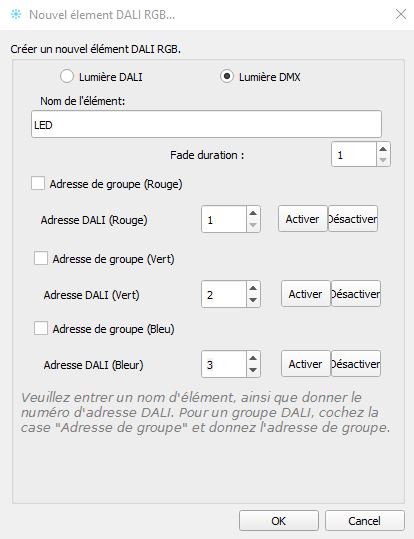 Nouvel élement DALI RGB...
Créer un nouvel élément DALI RGB.
Lumière DALI Lumière DMX
Nom de l'élément:
LED
Fade duration : 1
Adresse de groupe (Rouge)
Adresse DALI (Rouge) 1 Activer Désactiver
Adresse de groupe (Vert)
Adresse DALI (Vert) 2 Activer Désactiver
Adresse de groupe (Bleu)
Adresse DALI (Bleur) 3 Activer Désactiver
Veuillez entrer un nom d'élément, ainsi que donner le
numéro d'adresse DALI. Pour un groupe DALI, cochez la
case "Adresse de groupe" et donnez l'adresse de groupe.
OK Cancel